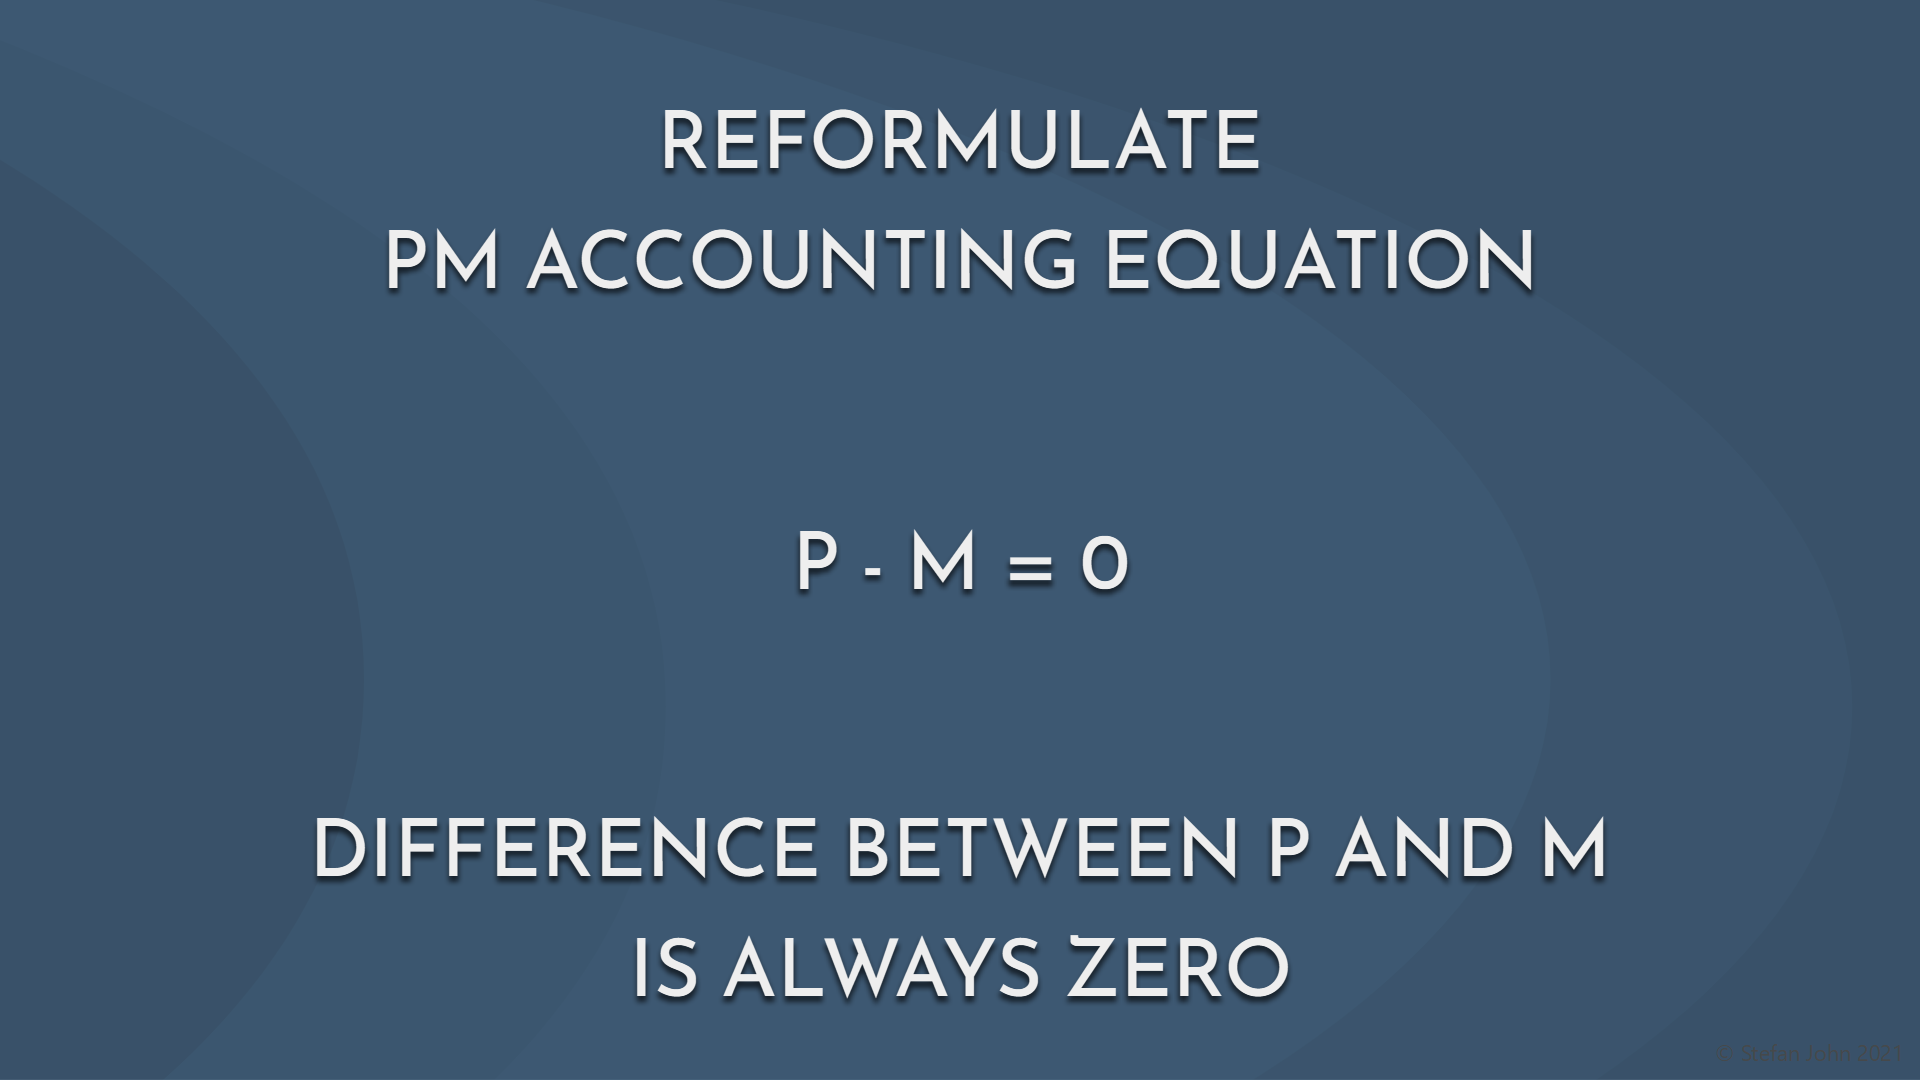 REFORMULATE
PM ACCOUNTING EQUATION
P - M = 0
DIFFERENCE BETWEEN P AND M
IS ALWAYS ZERO
© Stefan John 2021